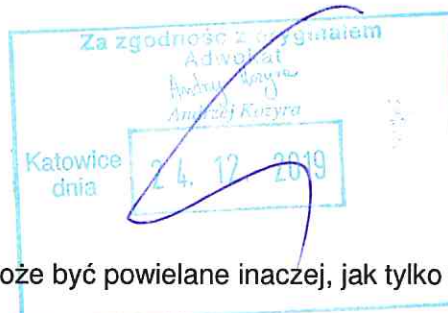 Za zgodność z oryginałem
Adwokat
Andrzej Kozyra
Katowice
dnia
24. 12. 2019
oże być powielane inaczej, jak tylko